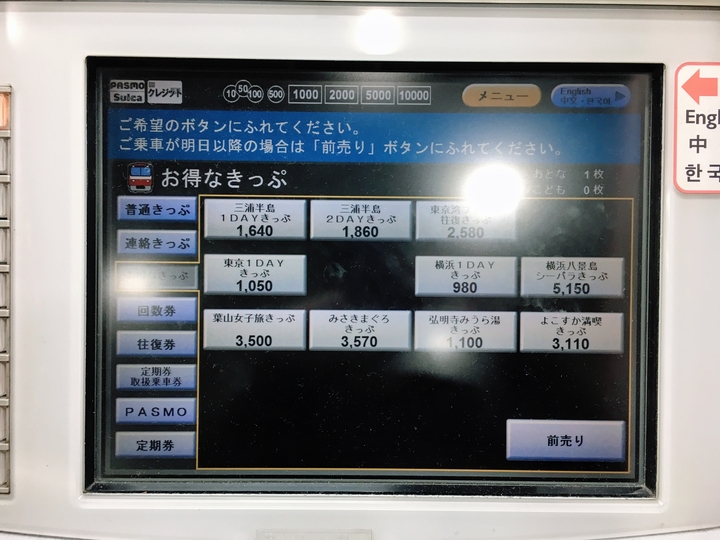 PASMO
Suica
クレジット
10 50 100 500 1000 2000 5000 10000
メニュー
English
中文・한국어
ご希望のボタンにふれてください。
ご乗車が明日以降の場合は「前売り」ボタンにふれてください。
お得なきっぷ
おとな 1枚
こども 0枚
普通きっぷ
連絡きっぷ
きっぷ
回数券
往復券
定期券
取扱乗車券
PASMO
定期券
三浦半島
1DAYきっぷ
1,640
三浦半島
2DAYきっぷ
1,860
東京湾
往復きっぷ
2,580
東京1DAY
きっぷ
1,050
横浜1DAY
きっぷ
980
横浜八景島
シーパラきっぷ
5,150
葉山女子旅きっぷ
3,500
みさきまぐろ
きっぷ
3,570
弘明寺みうら湯
きっぷ
1,100
よこすか満喫
きっぷ
3,110
前売り
Engl
中
한국